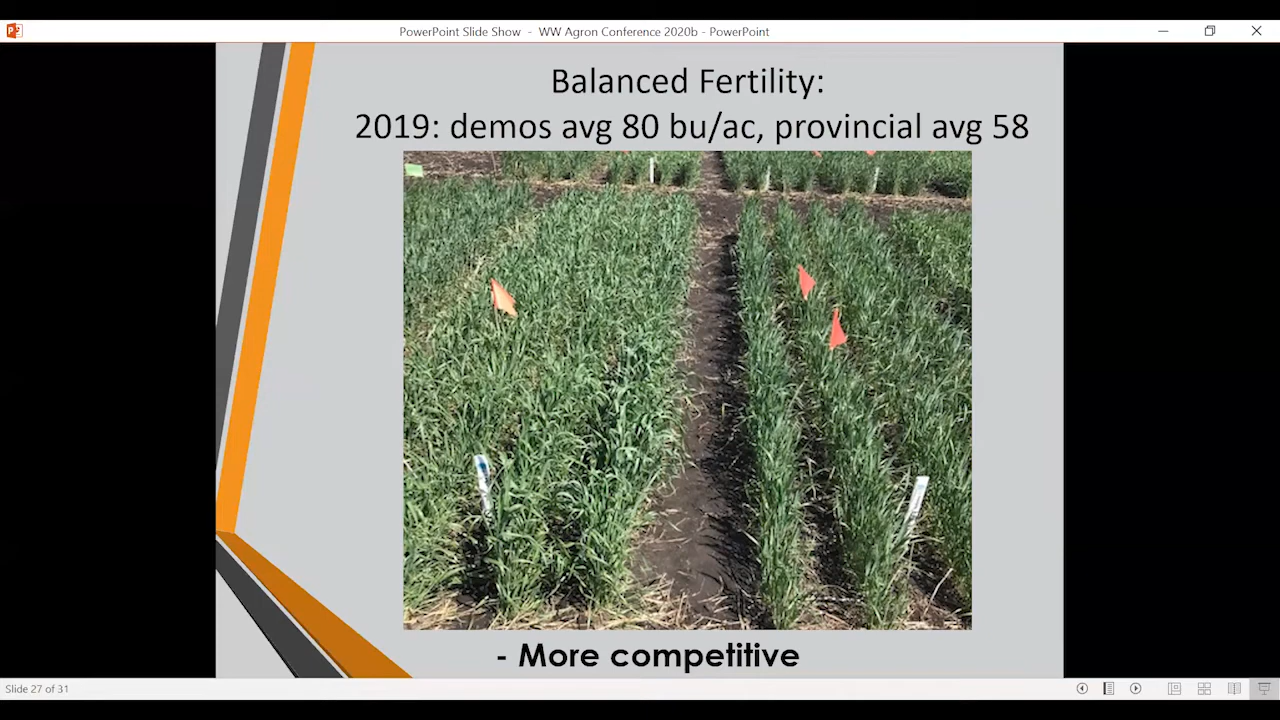 PowerPoint Slide Show - WW Agron Conference 2020b - PowerPoint
Balanced Fertility:
2019: demos avg 80 bu/ac, provincial avg 58
- More competitive
Slide 27 of 31